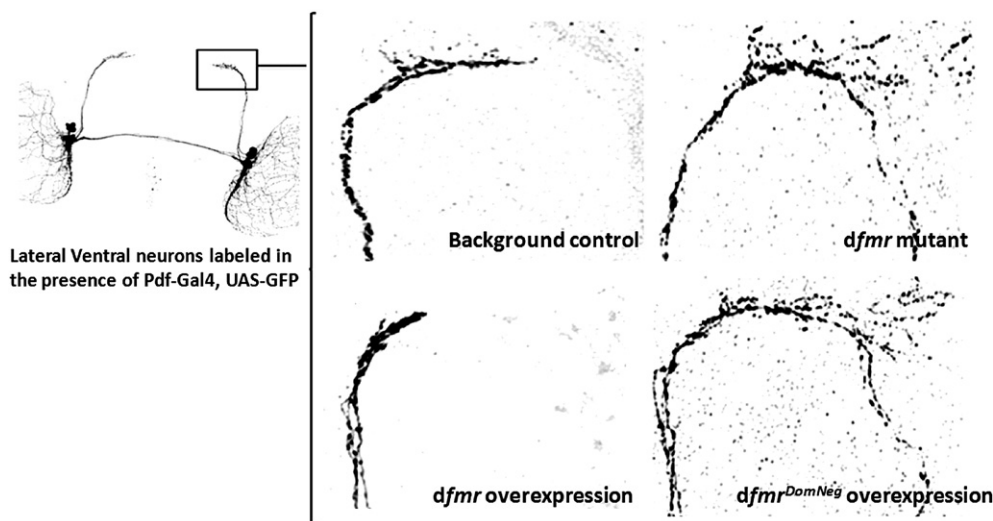 Lateral Ventral neurons labeled in
the presence of Pdf-Gal4, UAS-GFP
Background control
dfmr mutant
dfmr overexpression
dfmrDomNeg overexpression